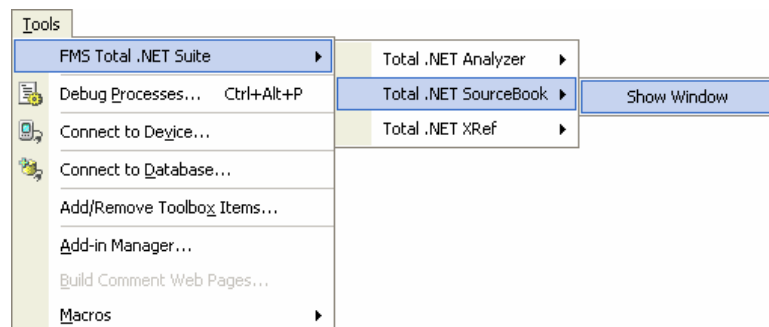 Tools
FMS Total .NET Suite
Total .NET Analyzer
Debug Processes... Ctrl+Alt+P
Total .NET SourceBook
Show Window
Connect to Device...
Total .NET XRef
Connect to Database...
Add/Remove Toolbox Items...
Add-in Manager...
Build Comment Web Pages...
Macros